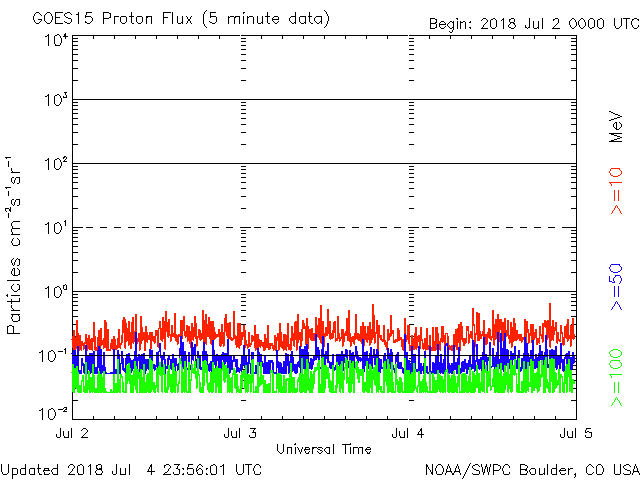 GOES15 Proton Flux (5 minute data)
Begin: 2018 Jul 2 0000 UTC
Particles cm⁻²s⁻¹sr⁻¹
10⁴
10³
10²
10¹
10⁰
10⁻¹
10⁻²
Jul 2
Jul 3
Jul 4
Jul 5
Universal Time
MeV
>=10
>=50
>=100
Updated 2018 Jul 4 23:56:01 UTC
NOAA/SWPC Boulder, CO USA